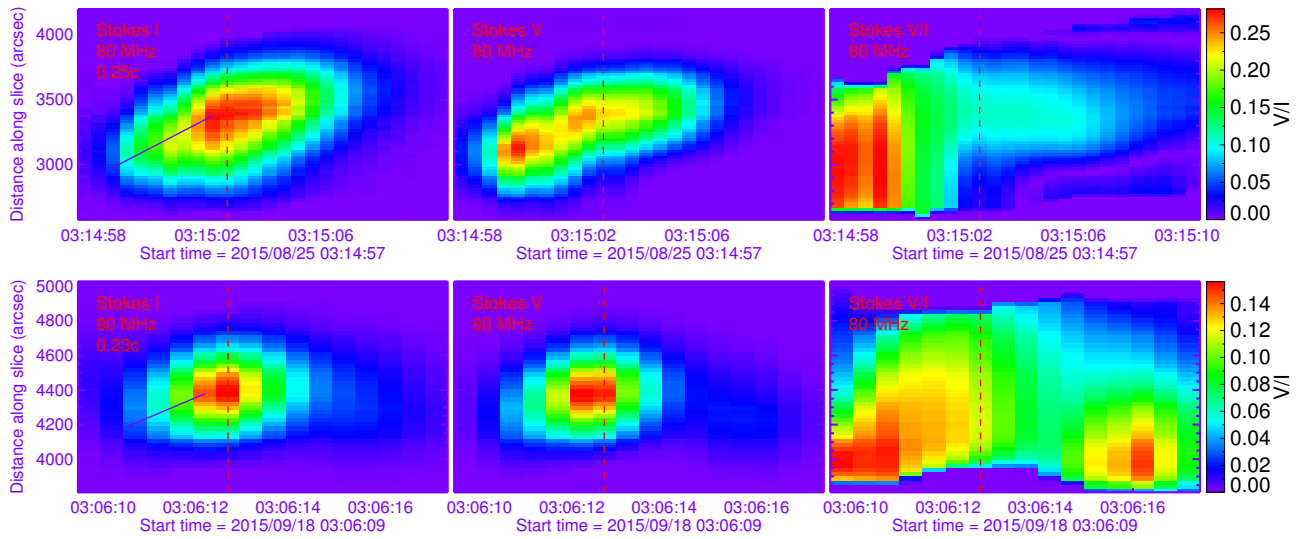 Distance along slice (arcsec)
4000
3500
3000
Stokes I
80 MHz
0.25c
03:14:58 03:15:02 03:15:06
Start time = 2015/08/25 03:14:57
Stokes V
80 MHz
03:14:58 03:15:02 03:15:06
Start time = 2015/08/25 03:14:57
Stokes V/I
80 MHz
03:14:58 03:15:02 03:15:06 03:15:10
Start time = 2015/08/25 03:14:57
0.25
0.20
0.15
0.10
0.05
0.00
V/I
Distance along slice (arcsec)
5000
4800
4600
4400
4200
4000
Stokes I
80 MHz
0.23c
03:06:10 03:06:12 03:06:14 03:06:16
Start time = 2015/09/18 03:06:09
Stokes V
80 MHz
03:06:10 03:06:12 03:06:14 03:06:16
Start time = 2015/09/18 03:06:09
Stokes V/I
80 MHz
03:06:10 03:06:12 03:06:14 03:06:16
Start time = 2015/09/18 03:06:09
0.14
0.12
0.10
0.08
0.06
0.04
0.02
0.00
V/I